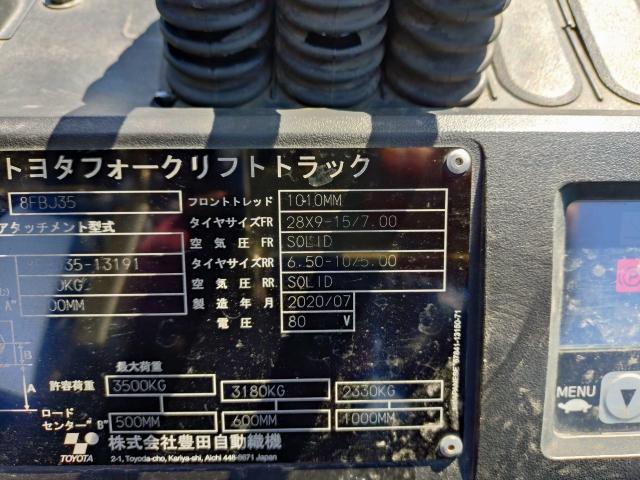 トヨタフォークリフトトラック
8FBJ35 フロントトレッド 1010MM
アタッチメント型式 タイヤサイズFR 28X9-15/7.00
空気圧FR SOLID
35-13191 タイヤサイズRR 6.50-10/5.00
空気圧RR SOLID
製造年月 2020/07
電圧 80 V
最大荷重
許容荷重 3500KG 3180KG 2330KG
ロード
センター "B" 500MM 600MM 1000MM
A
B
株式会社豊田自動織機
TOYOTA 2-1, Toyoda-cho, Kariya-shi, Aichi 448-8671 Japan
JAPANESE 57841-13150-71
MENU